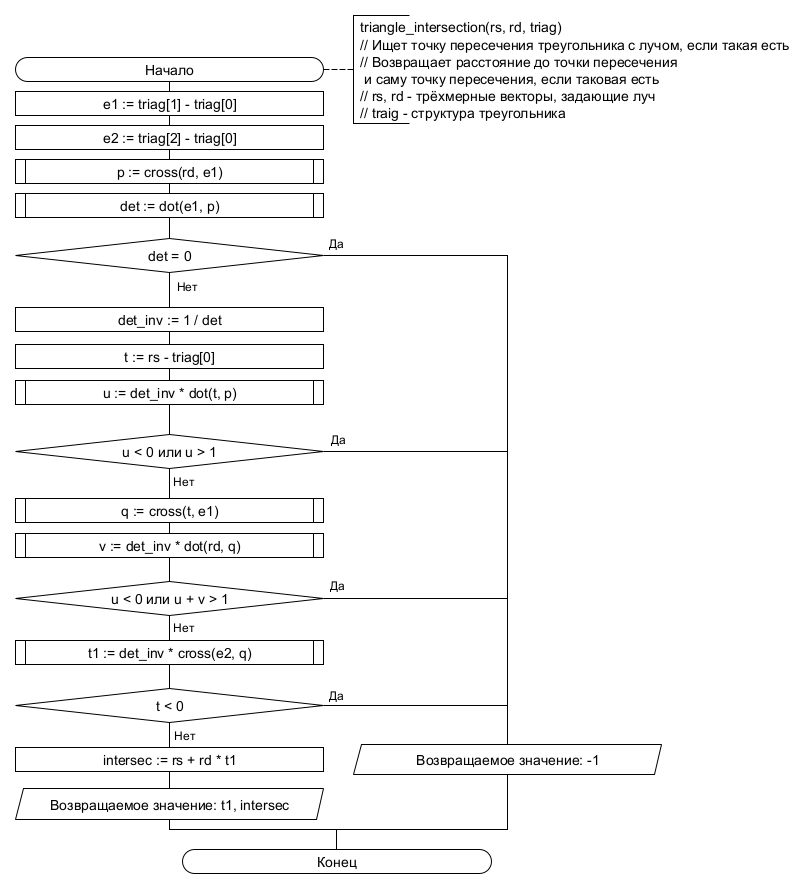 triangle_intersection(rs, rd, triag)
// Ищет точку пересечения треугольника с лучом, если такая есть
// Возвращает расстояние до точки пересечения
и саму точку пересечения, если таковая есть
// rs, rd - трёхмерные векторы, задающие луч
// traig - структура треугольника
Начало
e1 := triag[1] - triag[0]
e2 := triag[2] - triag[0]
p := cross(rd, e1)
det := dot(e1, p)
Да
det = 0
Нет
det_inv := 1 / det
t := rs - triag[0]
u := det_inv * dot(t, p)
Да
u < 0 или u > 1
Нет
q := cross(t, e1)
v := det_inv * dot(rd, q)
Да
u < 0 или u + v > 1
Нет
t1 := det_inv * cross(e2, q)
Да
t < 0
Нет
intersec := rs + rd * t1
Возвращаемое значение: -1
Возвращаемое значение: t1, intersec
Конец